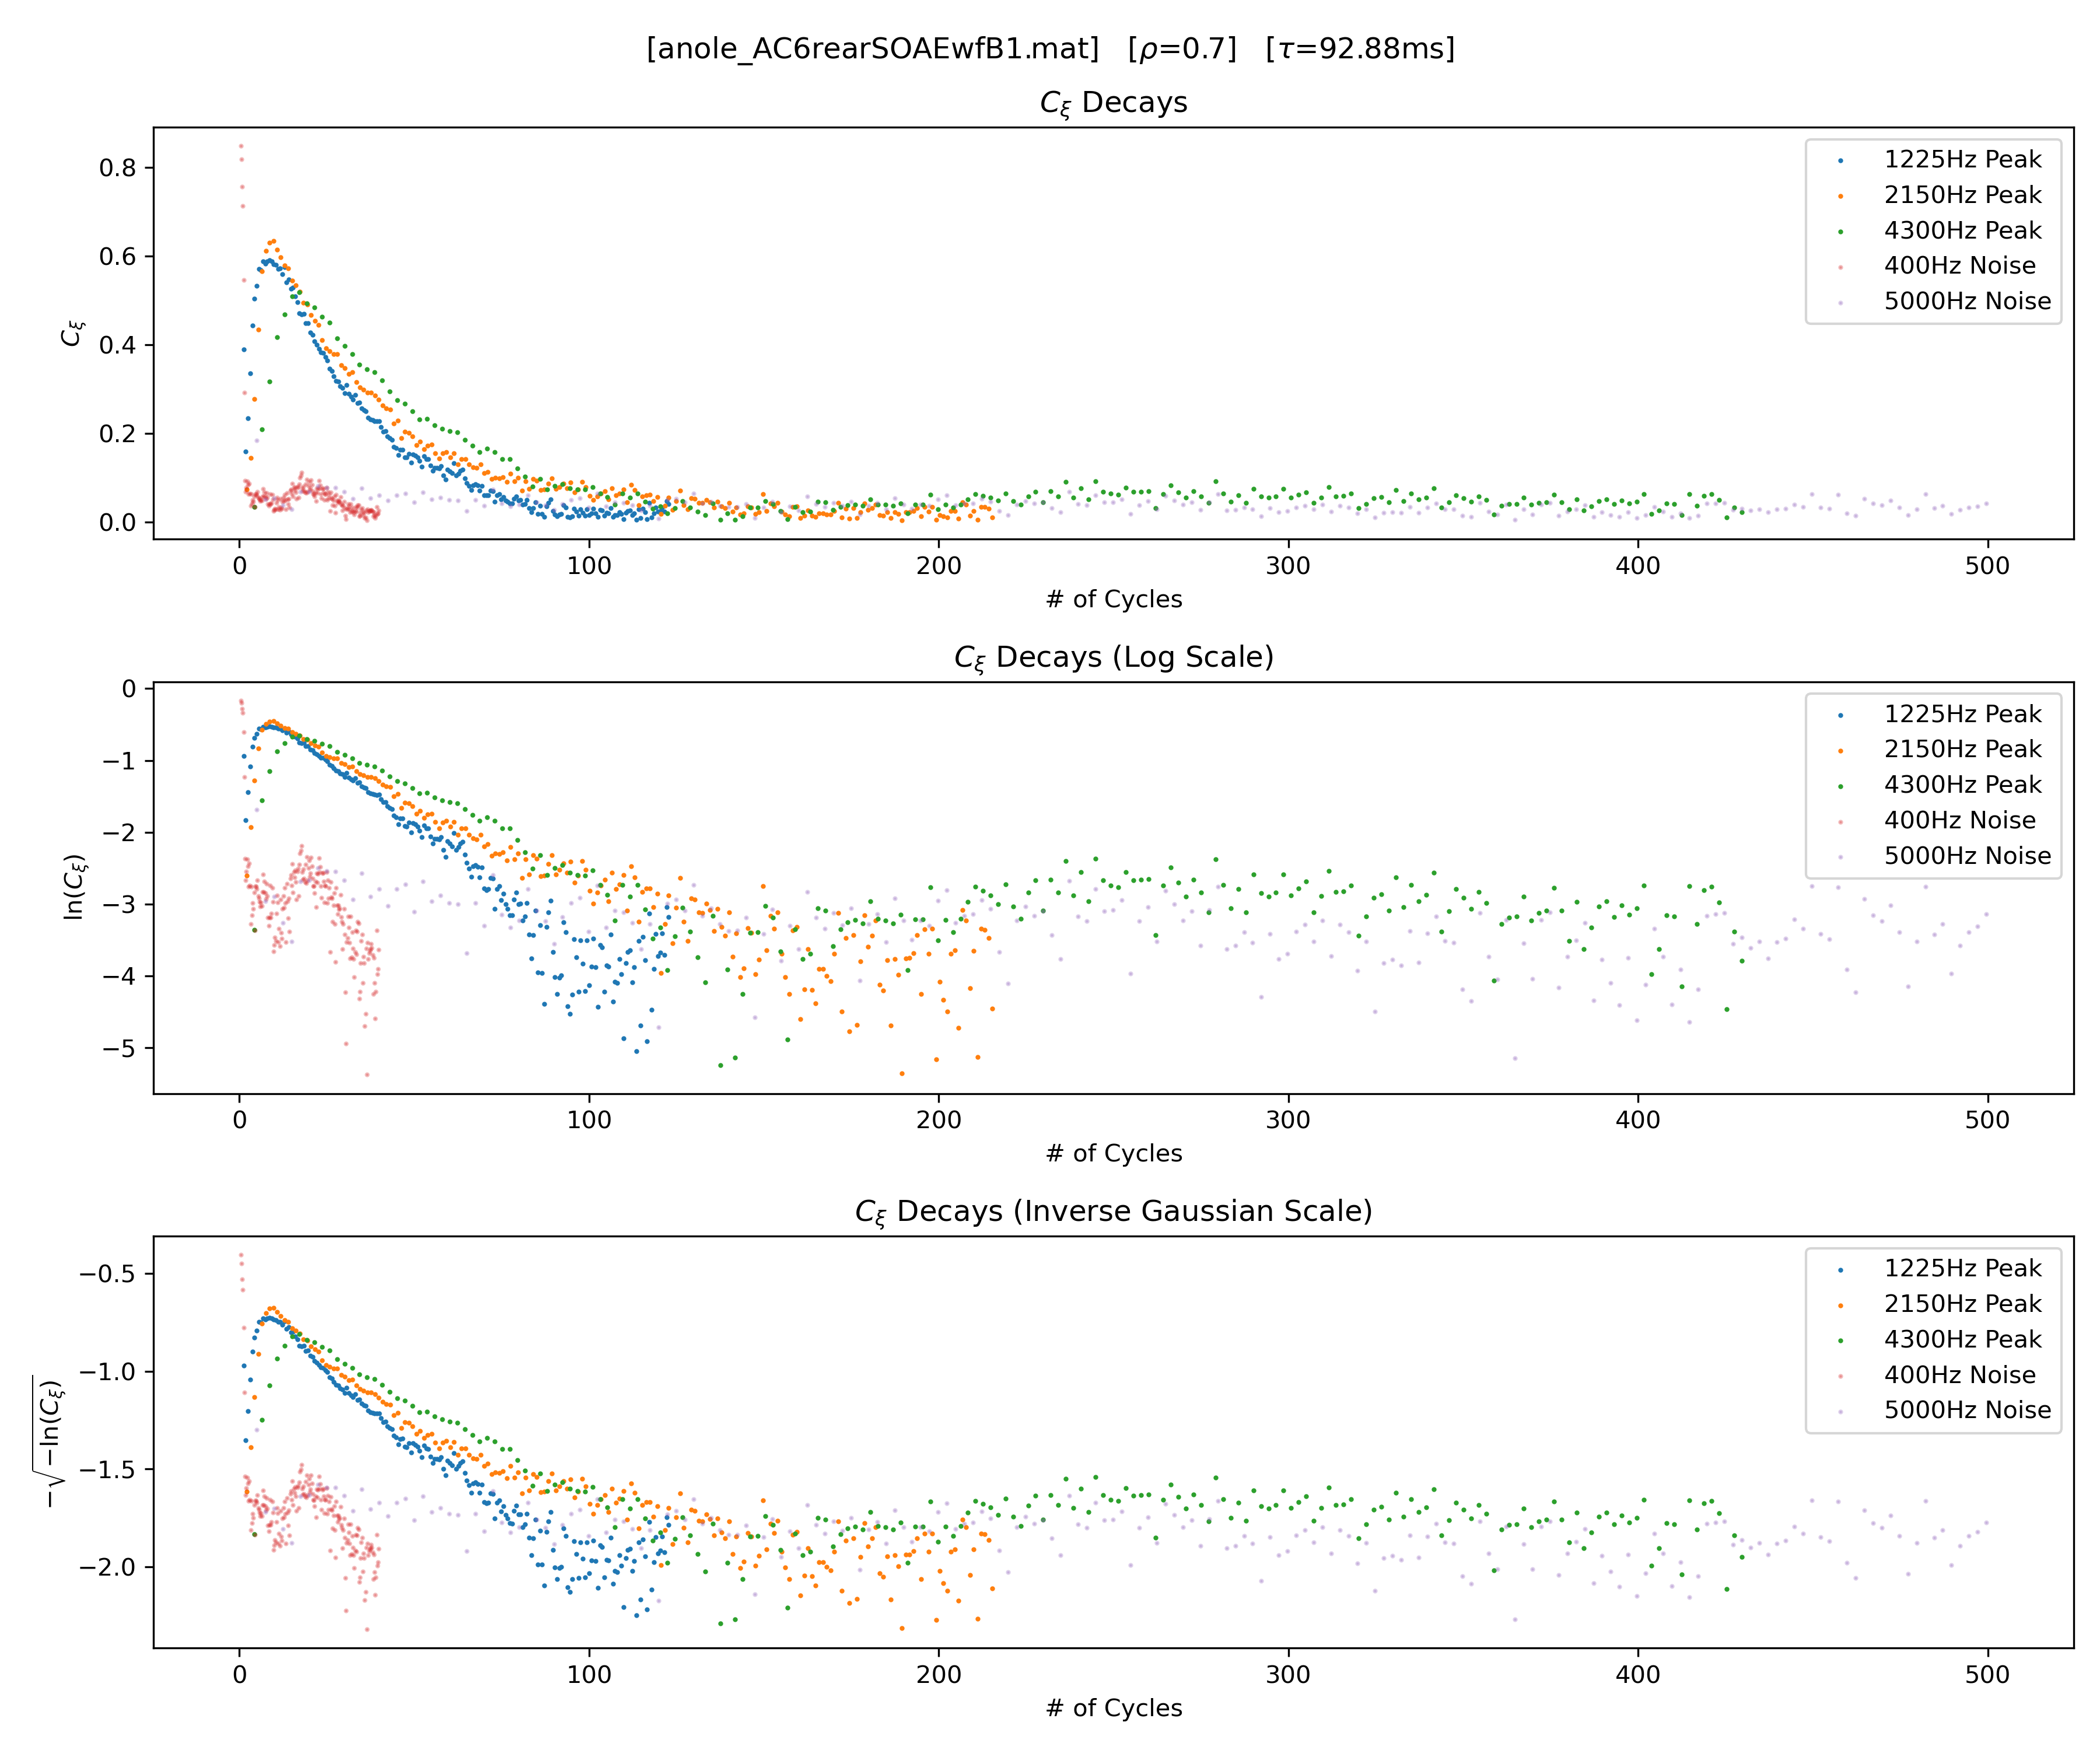 [anole_AC6rearSOAEwfB1.mat] [ρ=0.7] [τ=92.88ms]
C_ξ Decays
C_ξ
0.8
0.6
0.4
0.2
0.0
0 100 200 300 400 500
# of Cycles
1225Hz Peak
2150Hz Peak
4300Hz Peak
400Hz Noise
5000Hz Noise
C_ξ Decays (Log Scale)
ln(C_ξ)
0
−1
−2
−3
−4
−5
0 100 200 300 400 500
# of Cycles
1225Hz Peak
2150Hz Peak
4300Hz Peak
400Hz Noise
5000Hz Noise
C_ξ Decays (Inverse Gaussian Scale)
−√−ln(C_ξ)
−0.5
−1.0
−1.5
−2.0
0 100 200 300 400 500
# of Cycles
1225Hz Peak
2150Hz Peak
4300Hz Peak
400Hz Noise
5000Hz Noise